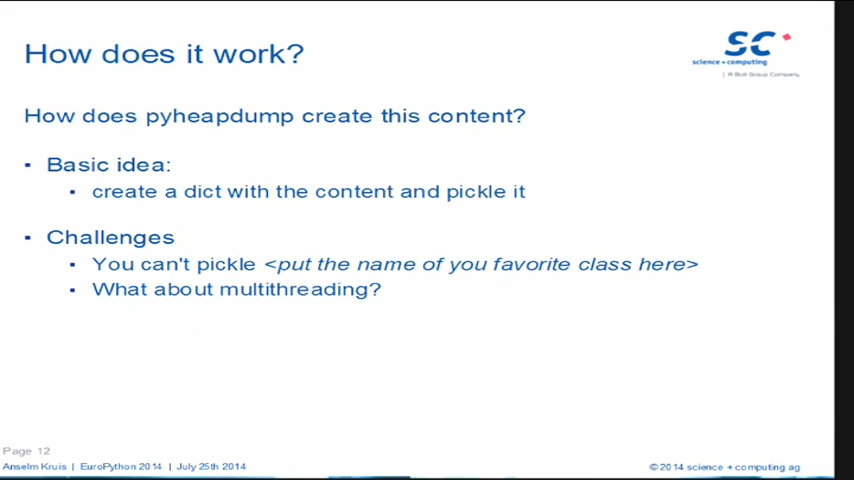 How does it work?
SC
science + computing
| A Bull Group Company
How does pyheapdump create this content?
▪ Basic idea:
▪ create a dict with the content and pickle it
▪ Challenges
▪ You can't pickle <put the name of you favorite class here>
▪ What about multithreading?
Page 12
Anselm Kruis | EuroPython 2014 | July 25th 2014
©2014 science + computing ag